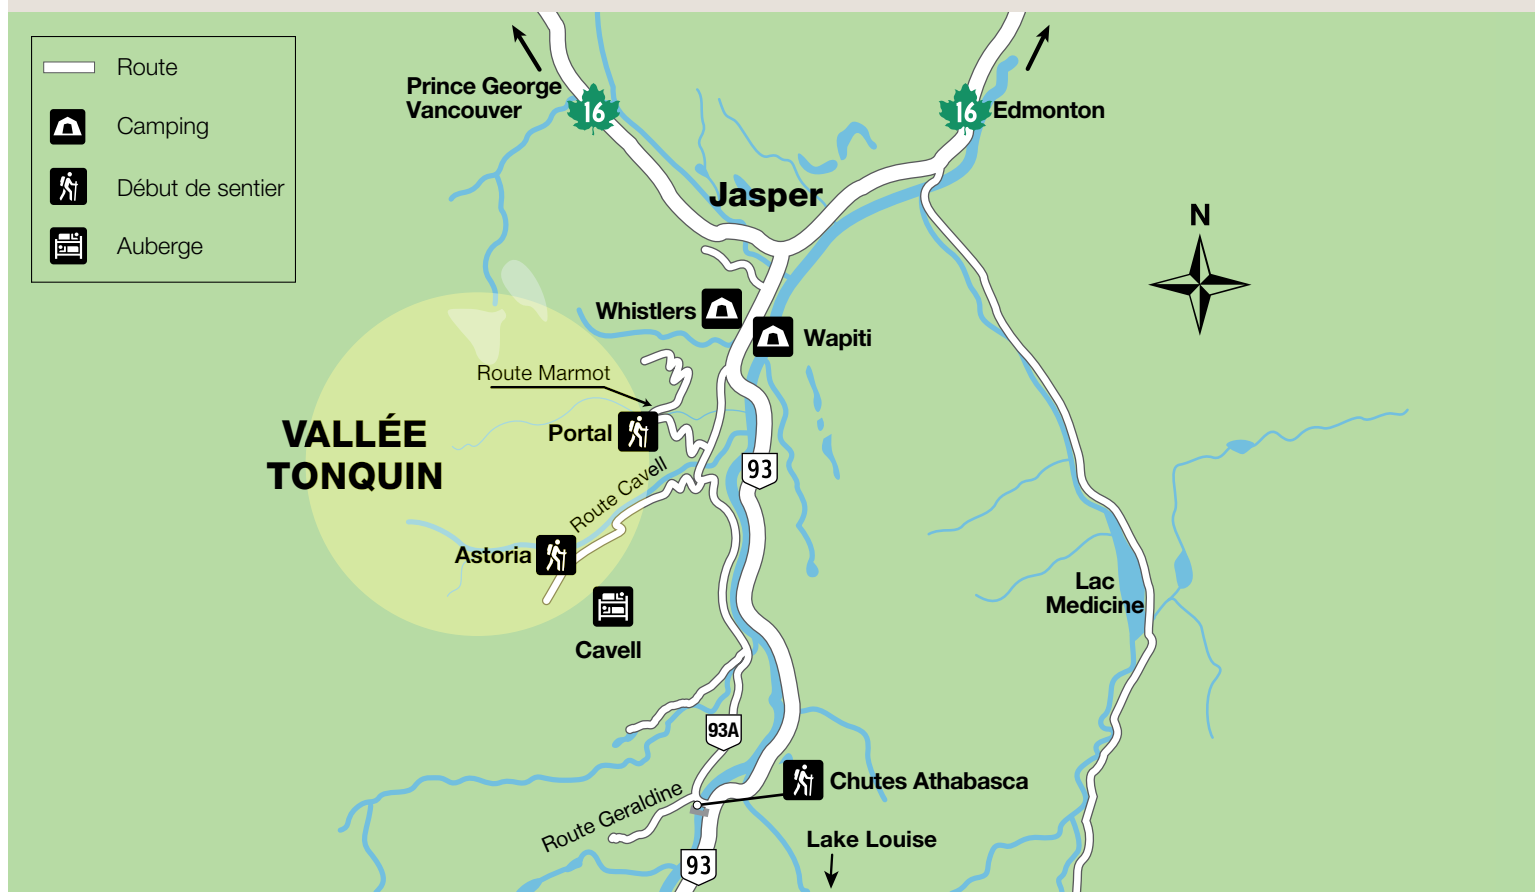 Route
Camping
Début de sentier
Auberge
Prince George
Vancouver
16
16
Edmonton
Jasper
N
Whistlers
Wapiti
Route Marmot
Portal
VALLÉE
TONQUIN
93
Route Cavell
Astoria
Cavell
Lac
Medicine
93A
Chutes Athabasca
Route Geraldine
Lake Louise
93